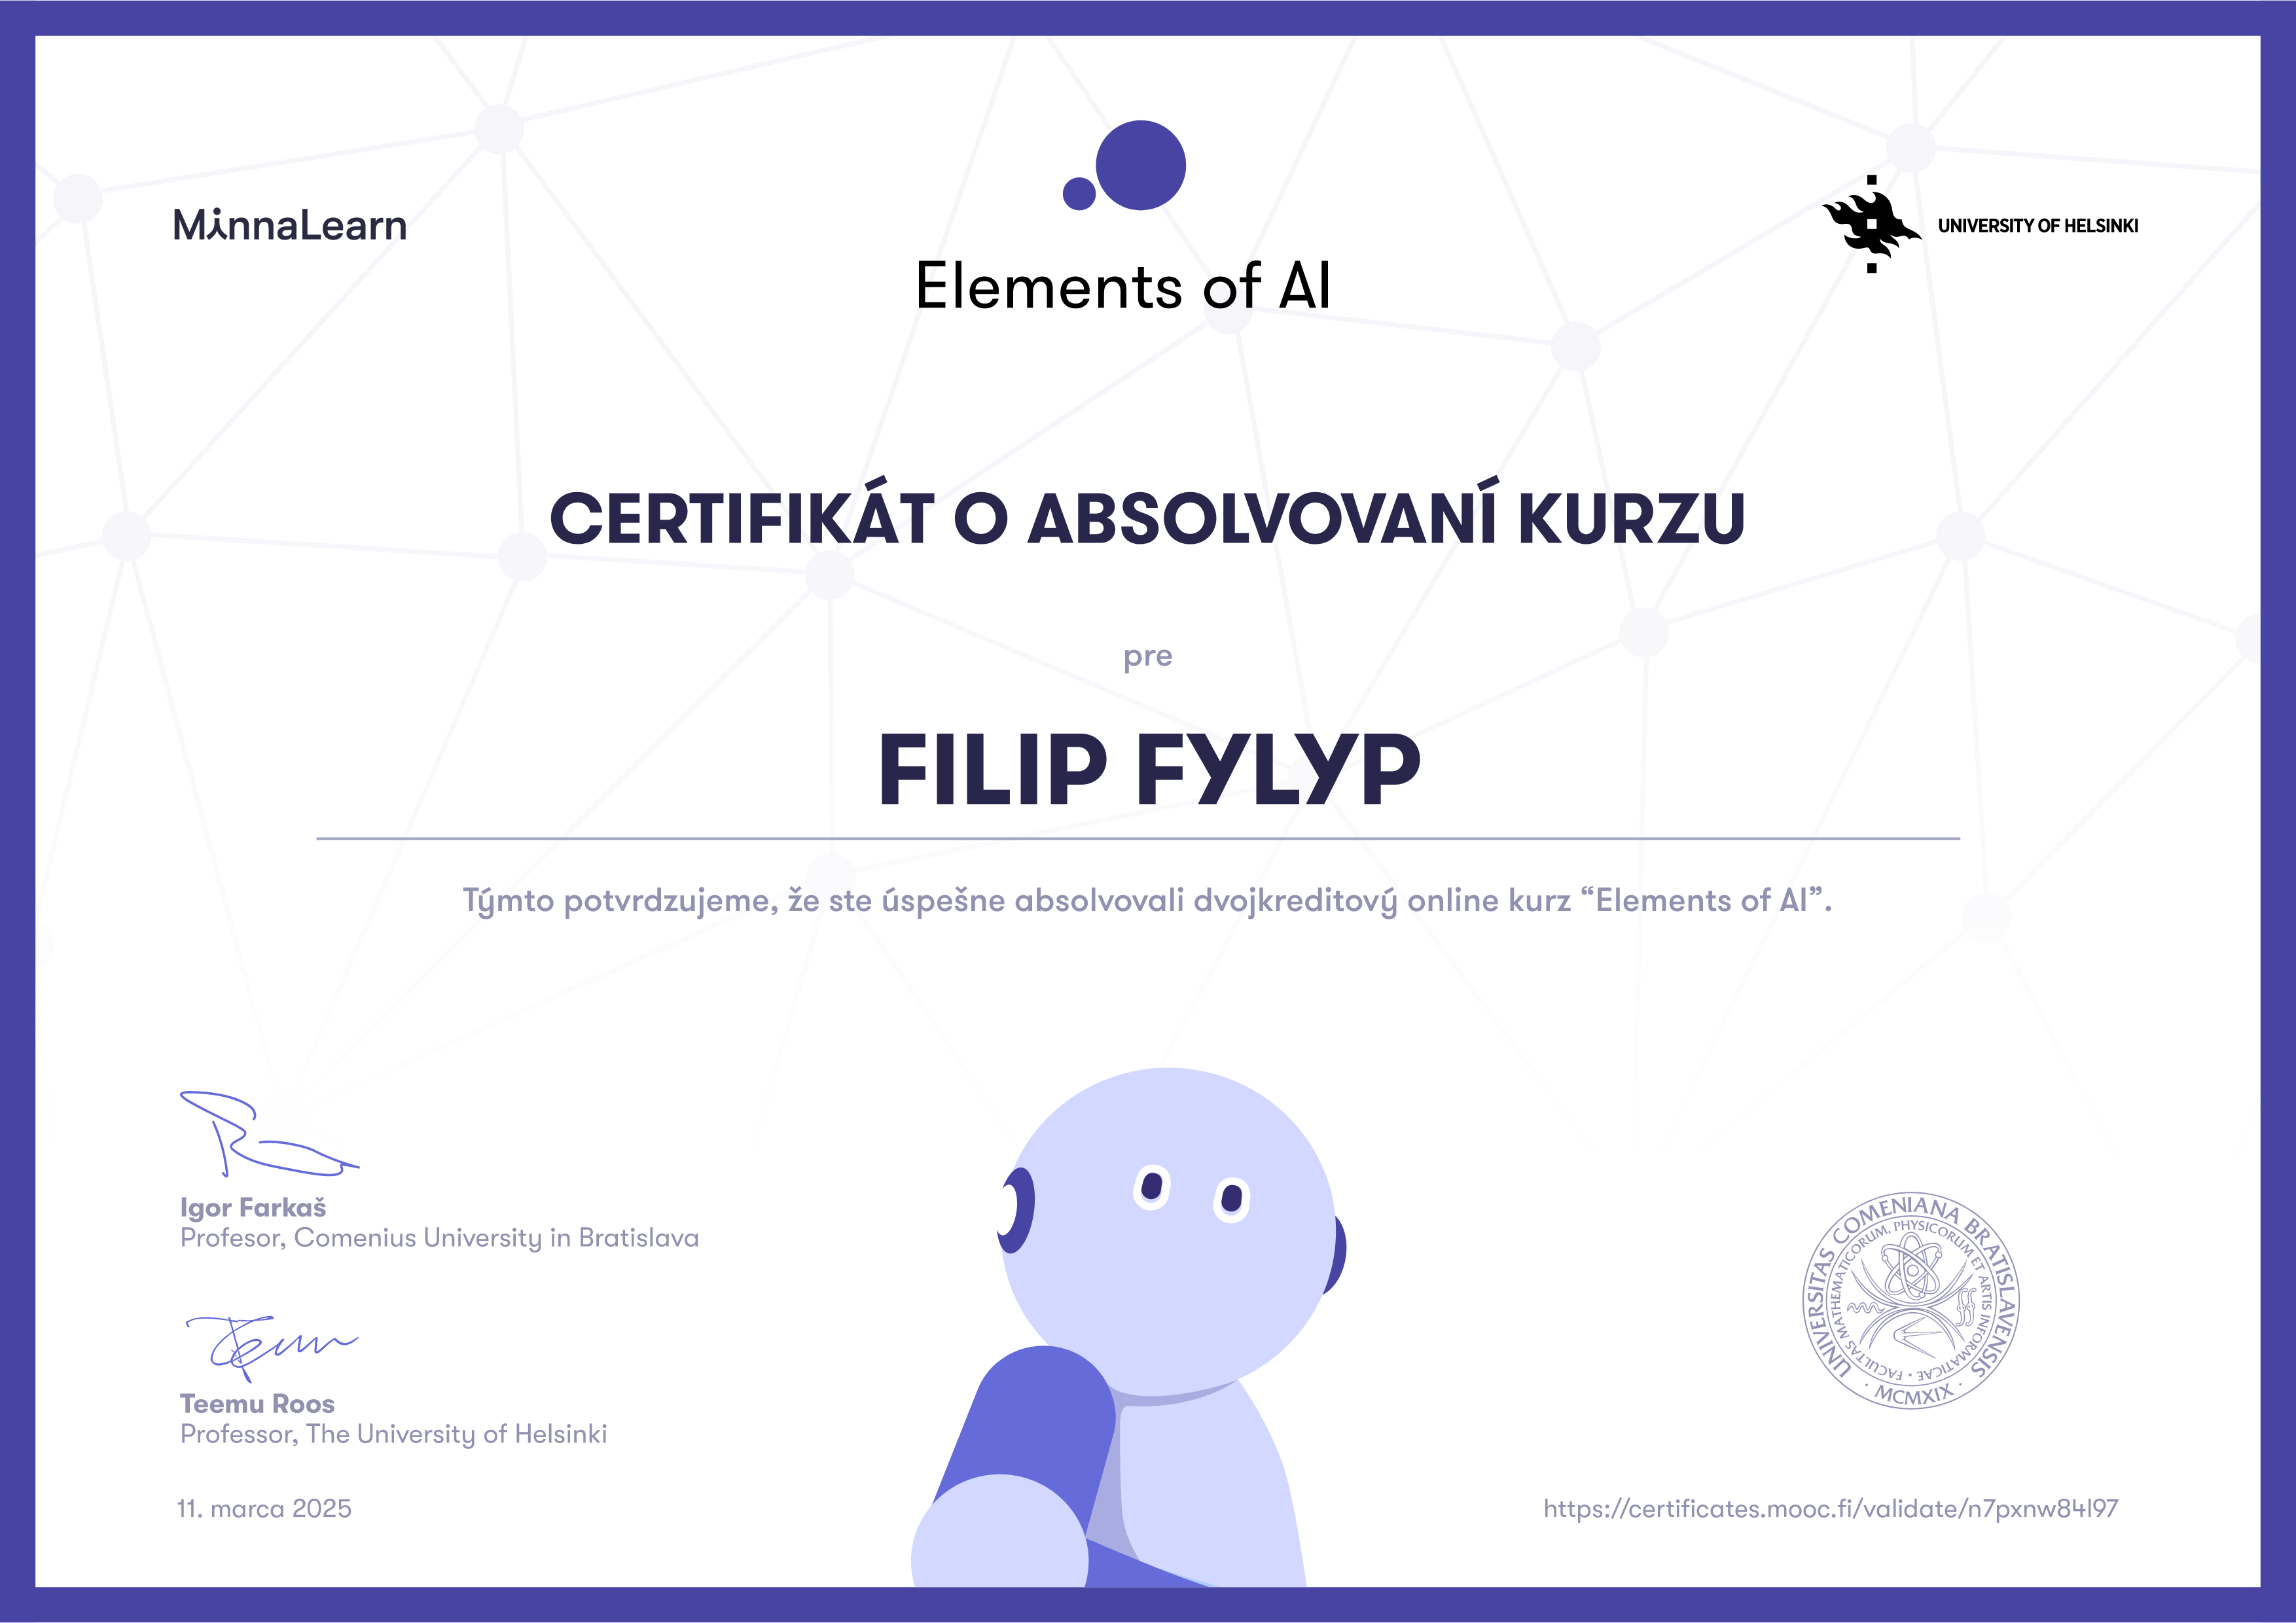 MinnaLearn
Elements of AI
UNIVERSITY OF HELSINKI
CERTIFIKÁT O ABSOLVOVANÍ KURZU
pre
FILIP FYLYP
Týmto potvrdzujeme, že ste úspešne absolvovali dvojkreditový online kurz “Elements of AI”.
Igor Farkaš
Profesor, Comenius University in Bratislava
Teemu Roos
Professor, The University of Helsinki
11. marca 2025
UNIVERSITAS COMENIANA BRATISLAVENSIS
· MCMXIX ·
FACULTAS MATHEMATICORUM, PHYSICORUM ET ARTIS INFORMATICAE •
https://certificates.mooc.fi/validate/n7pxnw84l97